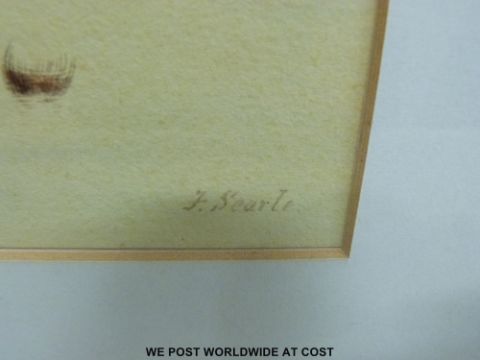 F. Searle
WE POST WORLDWIDE AT COST